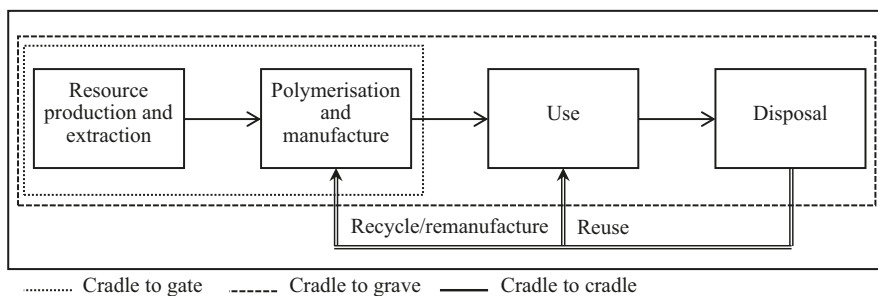 Resource
production and
extraction
Polymerisation
and
manufacture
Use
Disposal
Recycle/remanufacture
Reuse
Cradle to gate
Cradle to grave
Cradle to cradle